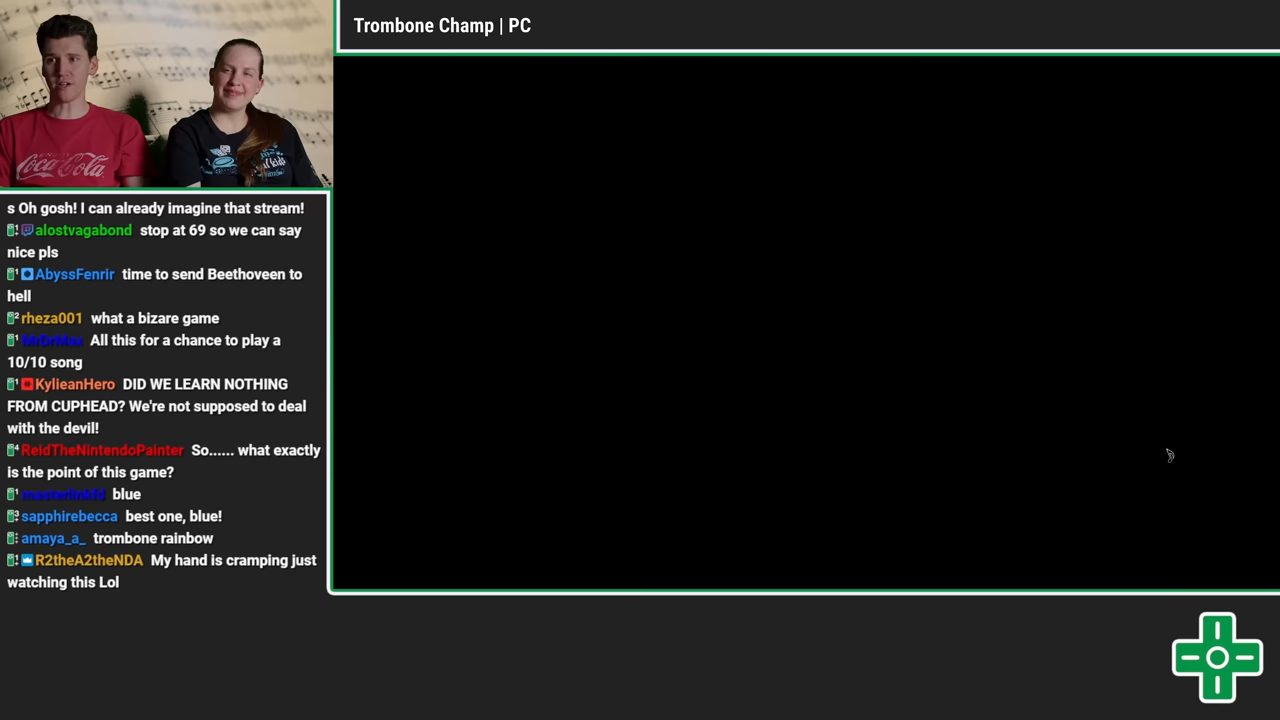 Trombone Champ | PC
Coca-Cola
s Oh gosh! I can already imagine that stream!
alostvagabond stop at 69 so we can say
nice pls
AbyssFenrir time to send Beethoveen to
hell
rheza001 what a bizare game
MrDrMax All this for a chance to play a
10/10 song
KylieanHero DID WE LEARN NOTHING
FROM CUPHEAD? We're not supposed to deal
with the devil!
ReidTheNintendoPainter So...... what exactly
is the point of this game?
masterlinkfd blue
sapphirebecca best one, blue!
amaya_a_ trombone rainbow
R2theA2theNDA My hand is cramping just
watching this Lol